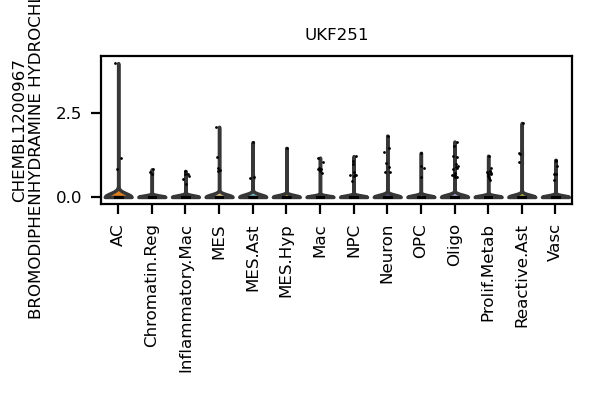 UKF251
CHEMBL1200967
BROMODIPHENHYDRAMINE
2.5
0.0
AC
Chromatin.Reg
Inflammatory.Mac
MES
MES.Ast
MES.Hyp
Mac
NPC
Neuron
OPC
Oligo
Prolif.Metab
Reactive.Ast
Vasc